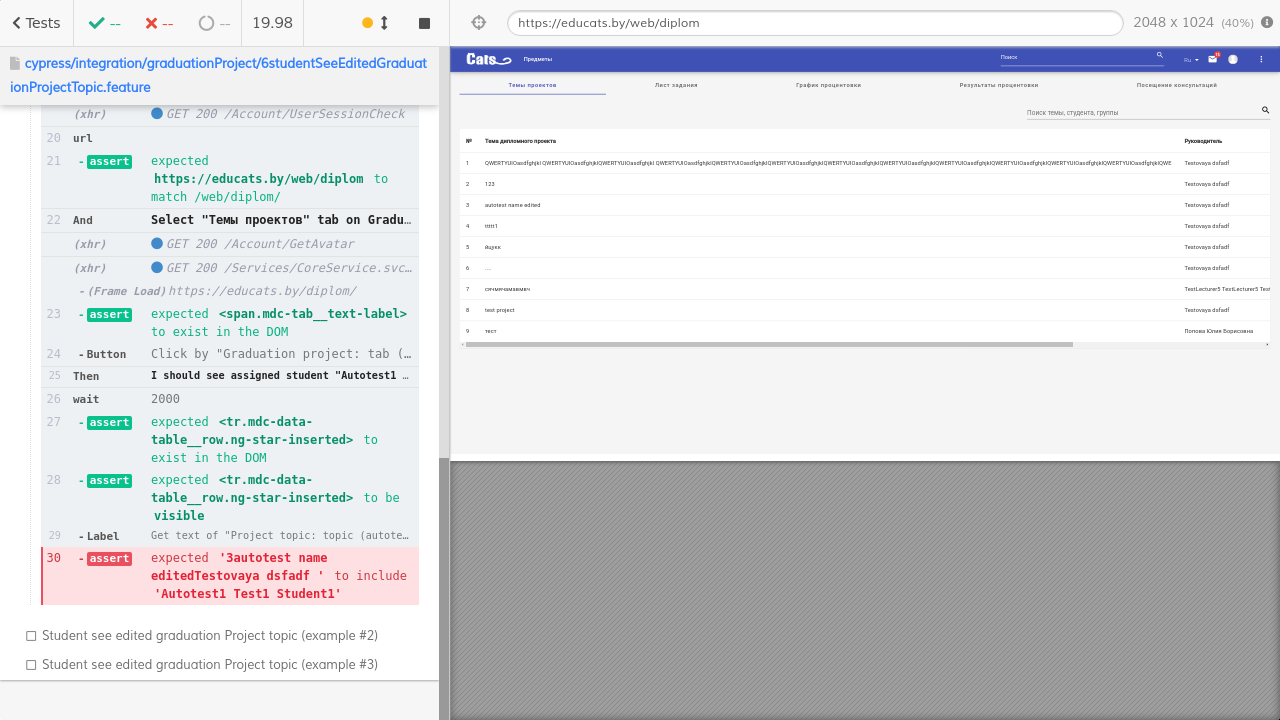 Tests
--
--
--
19.98
https://educats.by/web/diplom
2048 x 1024 (40%)
cypress/integration/graduationProject/6studentSeeEditedGraduat
ionProjectTopic.feature
(xhr) GET 200 /Account/UserSessionCheck
20 url
21 - assert expected
https://educats.by/web/diplom to
match /web/diplom/
22 And Select "Темы проектов" tab on Gradu…
(xhr) GET 200 /Account/GetAvatar
(xhr) GET 200 /Services/CoreService.svc…
- (Frame Load) https://educats.by/diplom/
23 - assert expected <span.mdc-tab__text-label>
to exist in the DOM
24 - Button Click by "Graduation project: tab (…
25 Then I should see assigned student "Autotest1 …
26 wait 2000
27 - assert expected <tr.mdc-data-
table__row.ng-star-inserted> to
exist in the DOM
28 - assert expected <tr.mdc-data-
table__row.ng-star-inserted> to be
visible
29 - Label Get text of "Project topic: topic (autote…
30 - assert expected '3autotest name
editedTestovaya dsfadf ' to include
'Autotest1 Test1 Student1'
Student see edited graduation Project topic (example #2)
Student see edited graduation Project topic (example #3)
Cats Предметы Поиск Ru
Темы проектов Лист задания График процентовки Результаты процентовки Посещение консультаций
Поиск темы, студента, группы
№ Тема дипломного проекта Руководитель
1 QWERTYUIOasdfghjkl QWERTYUIOasdfghjklQWERTYUIOasdfghjkl QWERTYUIOasdfghjklQWERTYUIOasdfghjklQWERTYUIOasdfghjklQWERTYUIOasdfghjklQWERTYUIOasdfghjklQWERTYUIOasdfghjklQWERTYUIOasdfghjklQWERTYUIOasdfghjklQWE Testovaya dsfadf
2 123 Testovaya dsfadf
3 autotest name edited Testovaya dsfadf
4 ttttt1 Testovaya dsfadf
5 йцукк Testovaya dsfadf
6 ... Testovaya dsfadf
7 TestLecturer5 TestLecturer5 Test
8 test project Testovaya dsfadf
9 тест Попова Юлия Борисовна